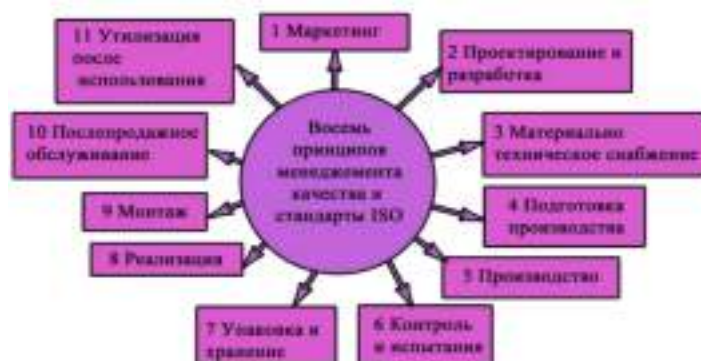 Восемь
принципов
менеджмента
качества и
стандарты ISO
1 Маркетинг
2 Проектирование и
разработка
3 Материально
техническое снабжение
4 Подготовка
производства
5 Производство
6 Контроль
и испытания
7 Упаковка и
хранение
8 Реализация
9 Монтаж
10 Послепродажное
обслуживание
11 Утилизация
после
использования